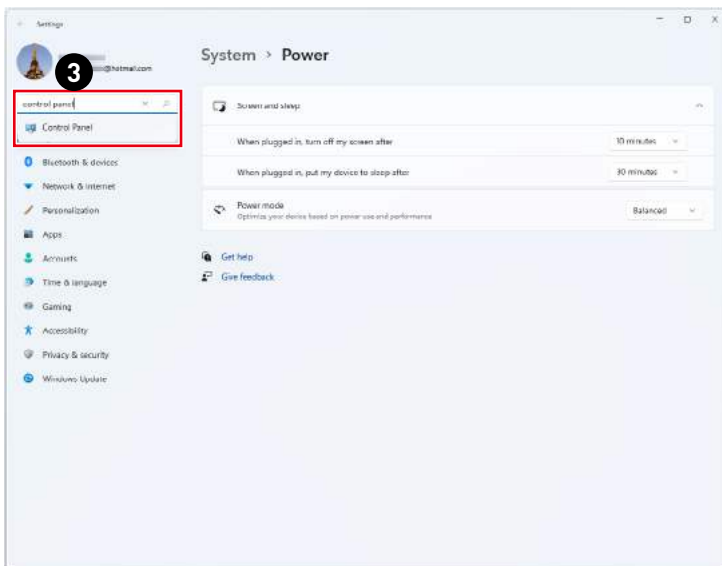 Settings
@hotmail.com
3
control panel
Control Panel
Bluetooth & devices
Network & internet
Personalization
Apps
Accounts
Time & language
Gaming
Accessibility
Privacy & security
Windows Update
System > Power
Screen and sleep
When plugged in, turn off my screen after
10 minutes
When plugged in, put my device to sleep after
30 minutes
Power mode
Optimize your device based on power use and performance
Balanced
Get help
Give feedback